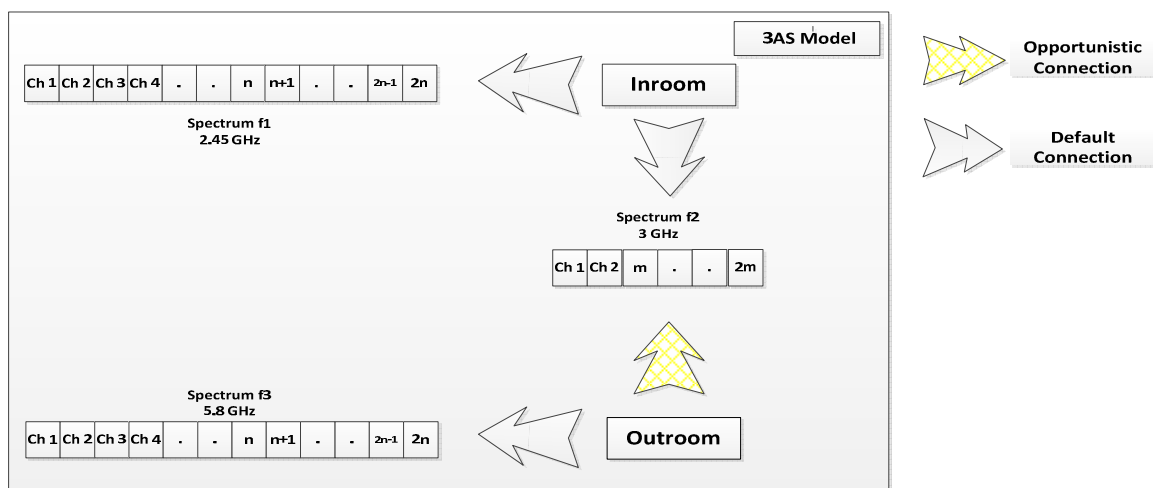 3AS Model
Opportunistic
Connection
Ch 1 Ch 2 Ch 3 Ch 4 . . n n+1 . . 2n-1 2n
Inroom
Spectrum f1
2.45 GHz
Default
Connection
Spectrum f2
3 GHz
Ch 1 Ch 2 m . . 2m
Spectrum f3
5.8 GHz
Ch 1 Ch 2 Ch 3 Ch 4 . . n n+1 . . 2n-1 2n
Outroom